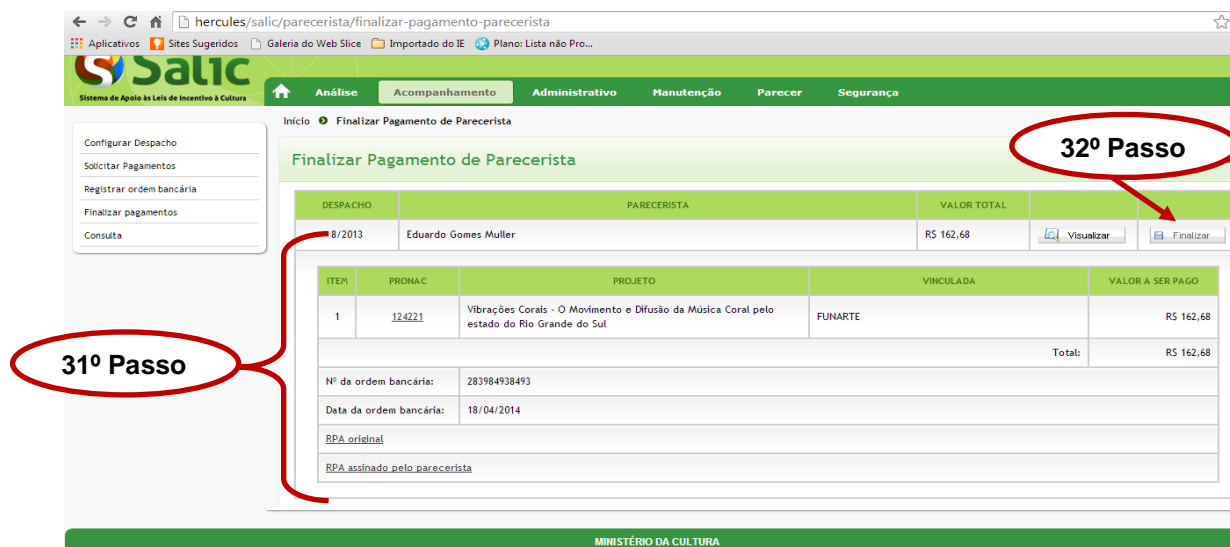 hercules/salic/parecerista/finalizar-pagamento-parecerista
Aplicativos Sites Sugeridos Galeria do Web Slice Importado do IE Plano: Lista não Pro...
Salic
Sistema de Apoio às Leis de Incentivo à Cultura
Análise Acompanhamento Administrativo Manutenção Parecer Segurança
Início Finalizar Pagamento de Parecerista
Configurar Despacho
Solicitar Pagamentos
Registrar ordem bancária
Finalizar pagamentos
Consulta
Finalizar Pagamento de Parecerista
32º Passo
DESPACHO PARECERISTA VALOR TOTAL
8/2013 Eduardo Gomes Muller R$ 162,68 Visualizar Finalizar
ITEM PRONAC PROJETO VINCULADA VALOR A SER PAGO
1 124221 Vibrações Corais - O Movimento e Difusão da Música Coral pelo
estado do Rio Grande do Sul FUNARTE R$ 162,68
Total: R$ 162,68
31º Passo
Nº da ordem bancária: 283984938493
Data da ordem bancária: 18/04/2014
RPA original
RPA assinado pelo parecerista
MINISTÉRIO DA CULTURA